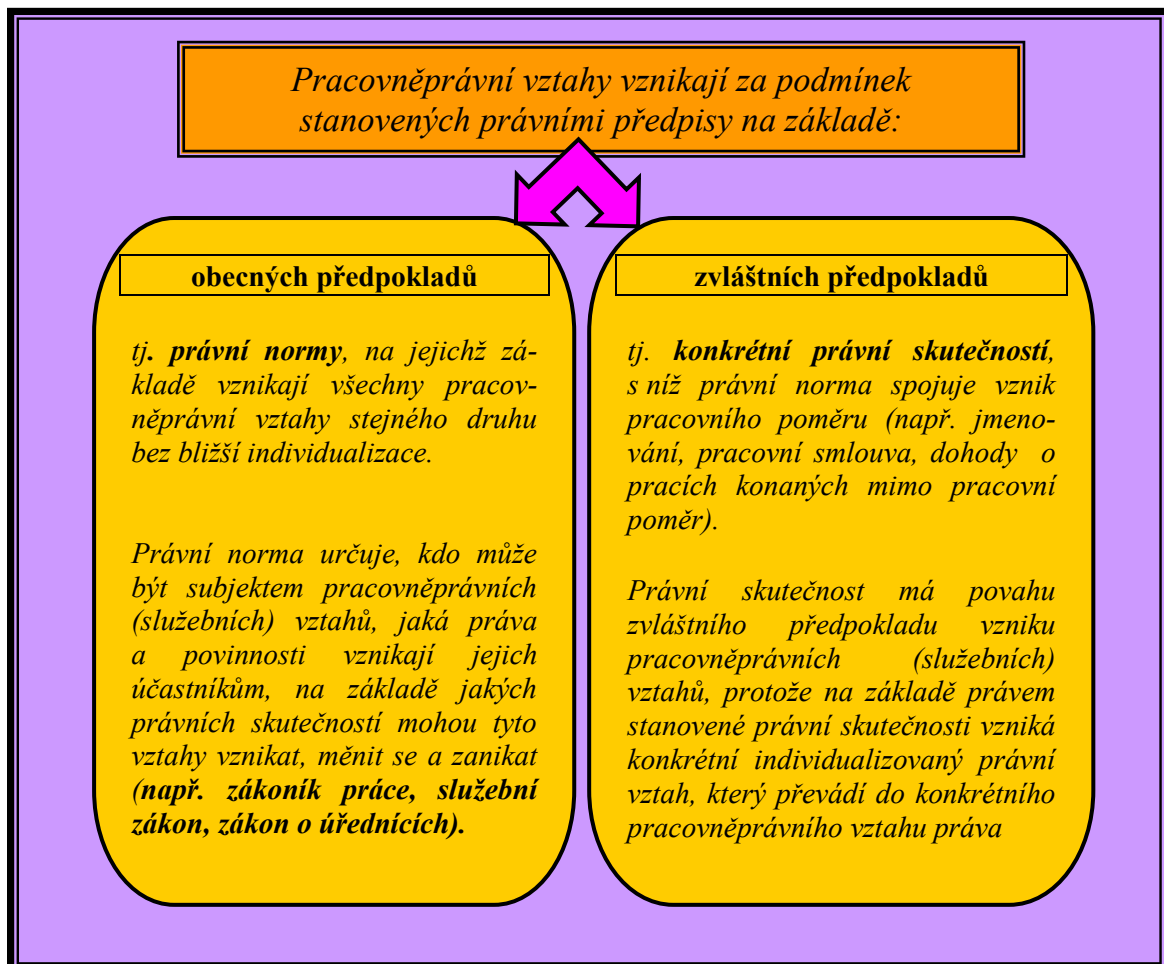 Pracovněprávní vztahy vznikají za podmínek
stanovených právními předpisy na základě:
obecných předpokladů
tj. právní normy, na jejichž zá-
kladě vznikají všechny pracov-
něprávní vztahy stejného druhu
bez bližší individualizace.
Právní norma určuje, kdo může
být subjektem pracovněprávních
(služebních) vztahů, jaká práva
a povinnosti vznikají jejich
účastníkům, na základě jakých
právních skutečností mohou tyto
vztahy vznikat, měnit se a zanikat
(např. zákoník práce, služební
zákon, zákon o úřednících).
zvláštních předpokladů
tj. konkrétní právní skutečností,
s níž právní norma spojuje vznik
pracovního poměru (např. jmeno-
vání, pracovní smlouva, dohody o
pracích konaných mimo pracovní
poměr).
Právní skutečnost má povahu
zvláštního předpokladu vzniku
pracovněprávních (služebních)
vztahů, protože na základě právem
stanovené právní skutečnosti vzniká
konkrétní individualizovaný právní
vztah, který převádí do konkrétního
pracovněprávního vztahu práva